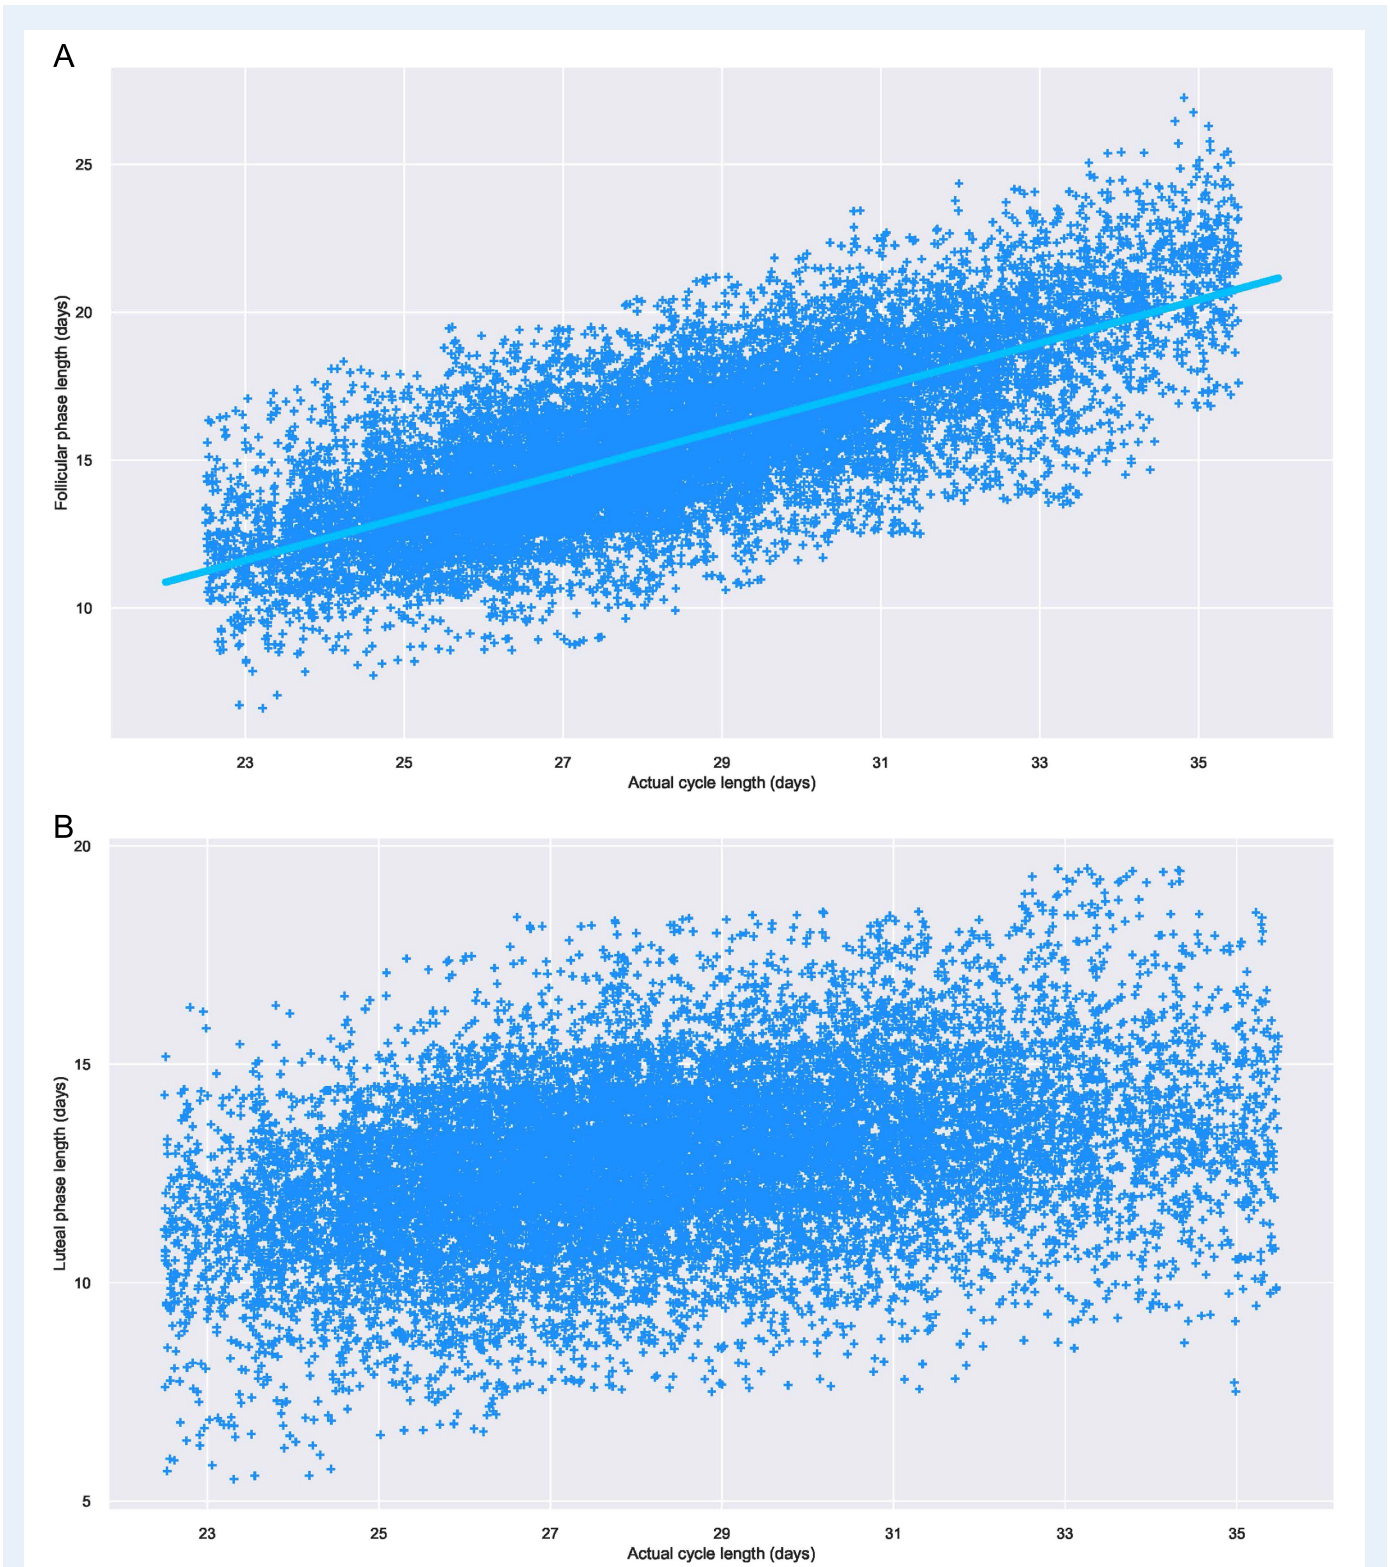 A
25
20
15
10
Follicular phase length (days)
23 25 27 29 31 33 35
Actual cycle length (days)
B
20
15
10
5
Luteal phase length (days)
23 25 27 29 31 33 35
Actual cycle length (days)